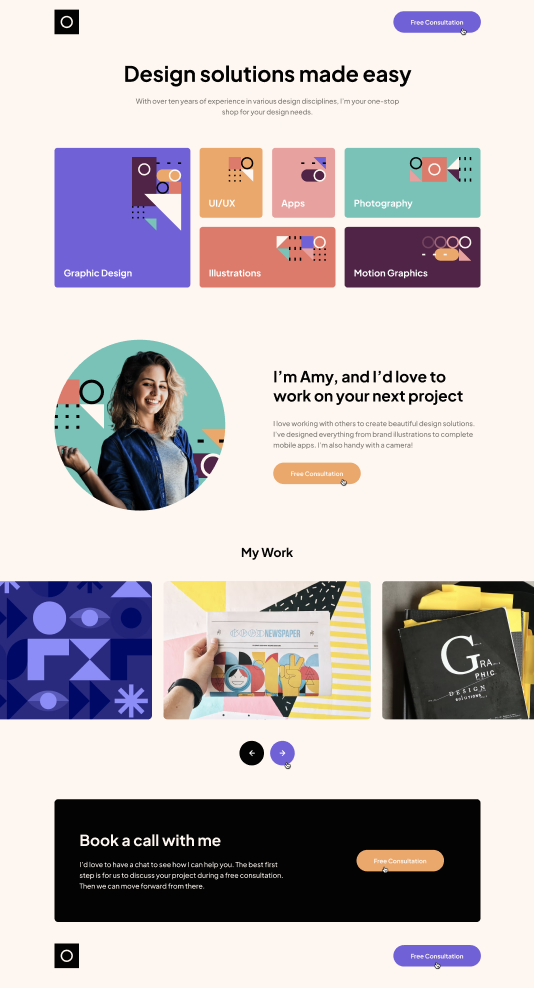 Free Consultation
Design solutions made easy
With over ten years of experience in various design disciplines, I'm your one-stop
shop for your design needs.
Graphic Design
UI/UX
Apps
Photography
Illustrations
Motion Graphics
I'm Amy, and I'd love to
work on your next project
I love working with others to create beautiful design solutions.
I've designed everything from brand illustrations to complete
mobile apps. I'm also handy with a camera!
Free Consultation
My Work
GOOD NEWSPAPER
GRA
PHIC
DESIGN
SOLUTIONS
Book a call with me
I'd love to have a chat to see how I can help you. The best first
step is for us to discuss your project during a free consultation.
Then we can move forward from there.
Free Consultation
Free Consultation